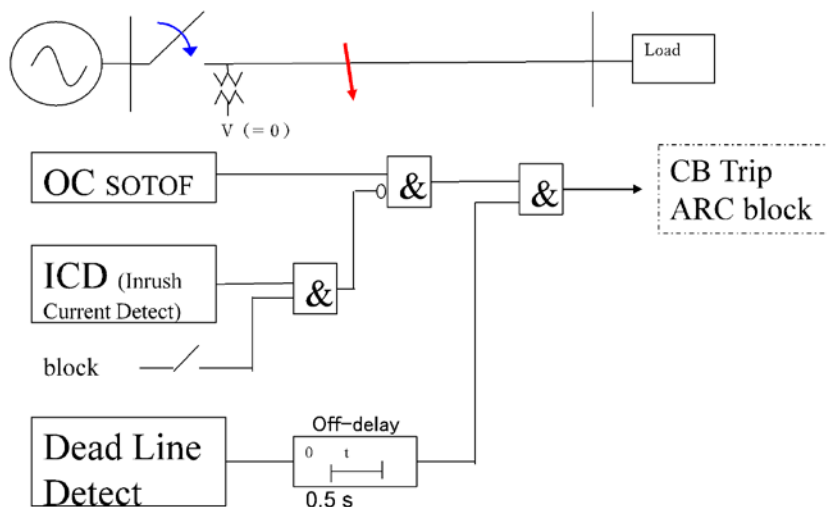 Load
V (=0)
OC SOTOF
&
&
CB Trip
ARC block
ICD (Inrush
Current Detect)
&
block
Off-delay
Dead Line
Detect
0 t
0.5 s